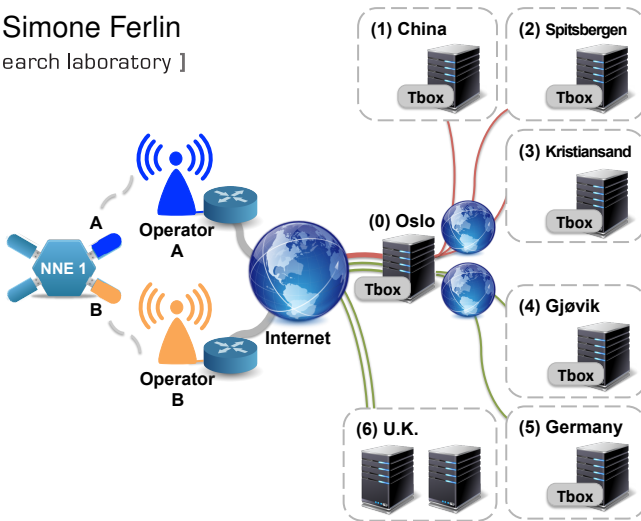 Simone Ferlin
earch laboratory ]
(1) China
Tbox
(2) Spitsbergen
Tbox
(3) Kristiansand
Tbox
A
Operator
A
(0) Oslo
Tbox
NNE 1
B
Internet
Operator
B
(4) Gjøvik
Tbox
(6) U.K.
(5) Germany
Tbox